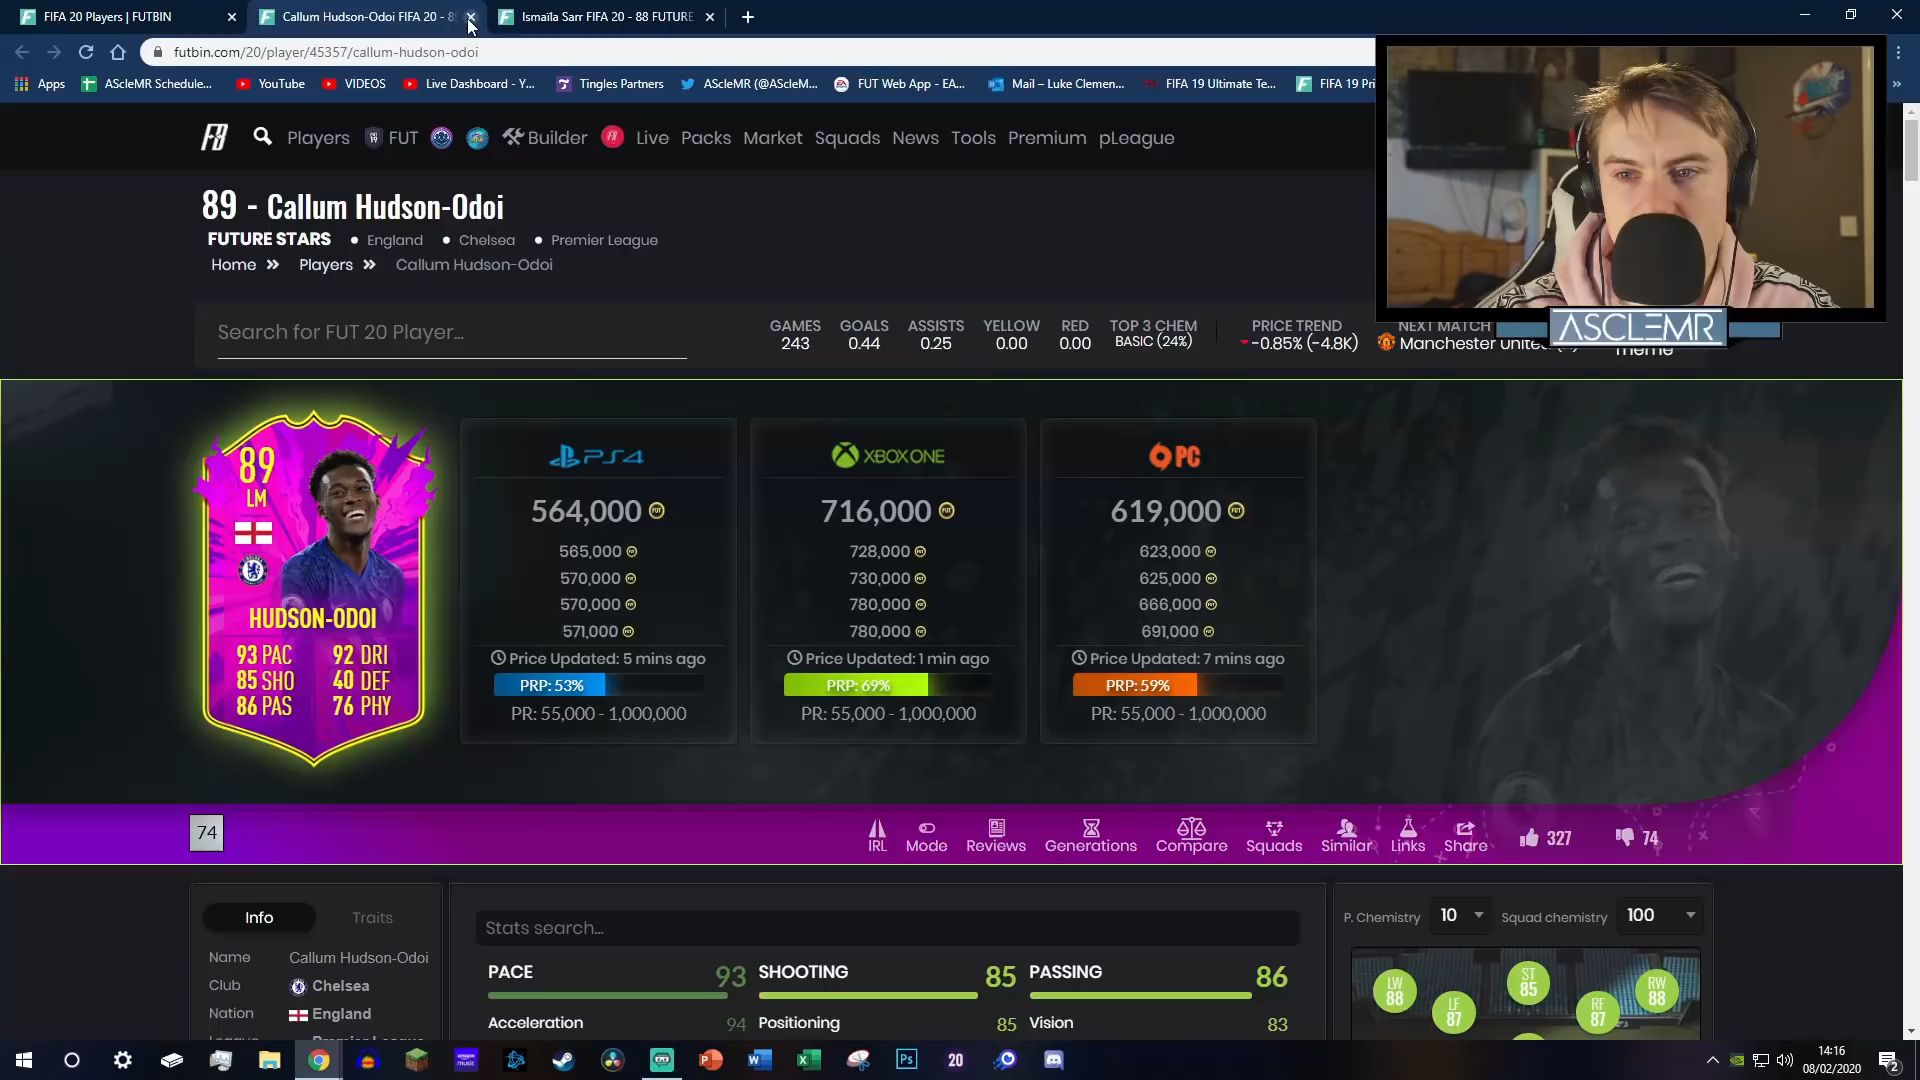 FIFA 20 Players | FUTBIN
Callum Hudson-Odoi FIFA 20 - 8
Ismaïla Sarr FIFA 20 - 88 FUTURE
futbin.com/20/player/45357/callum-hudson-odoi
Apps
AScleMR Schedule...
YouTube
VIDEOS
Live Dashboard - Y...
Tingles Partners
AScleMR (@AScleM...
FUT Web App - EA...
Mail – Luke Clemen...
FIFA 19 Ultimate Te...
FIFA 19 Pri
Players FUT Builder Live Packs Market Squads News Tools Premium pLeague
89 - Callum Hudson-Odoi
FUTURE STARS • England • Chelsea • Premier League
Home » Players » Callum Hudson-Odoi
Search for FUT 20 Player...
GAMES GOALS ASSISTS YELLOW RED TOP 3 CHEM PRICE TREND NEXT MATCH
243 0.44 0.25 0.00 0.00 BASIC (24%) -0.85% (-4.8K) Manchester
ASCLEMR
89
LM
HUDSON-ODOI
93 PAC 92 DRI
85 SHO 40 DEF
86 PAS 76 PHY
PS4 XBOX ONE PC
564,000 716,000 619,000
565,000 728,000 623,000
570,000 730,000 625,000
570,000 780,000 666,000
571,000 780,000 691,000
Price Updated: 5 mins ago Price Updated: 1 min ago Price Updated: 7 mins ago
PRP: 53% PRP: 69% PRP: 59%
PR: 55,000 - 1,000,000 PR: 55,000 - 1,000,000 PR: 55,000 - 1,000,000
74
IRL Mode Reviews Generations Compare Squads Similar Links Share 327 74
Info Traits
Name Callum Hudson-Odoi
Club Chelsea
Nation England
Stats search...
PACE 93 SHOOTING 85 PASSING 86
Acceleration 94 Positioning 85 Vision 83
P. Chemistry 10 Squad chemistry 100
LW
88
ST
85
RW
88
LF
87
RF
87
20
14:16
08/02/2020
2